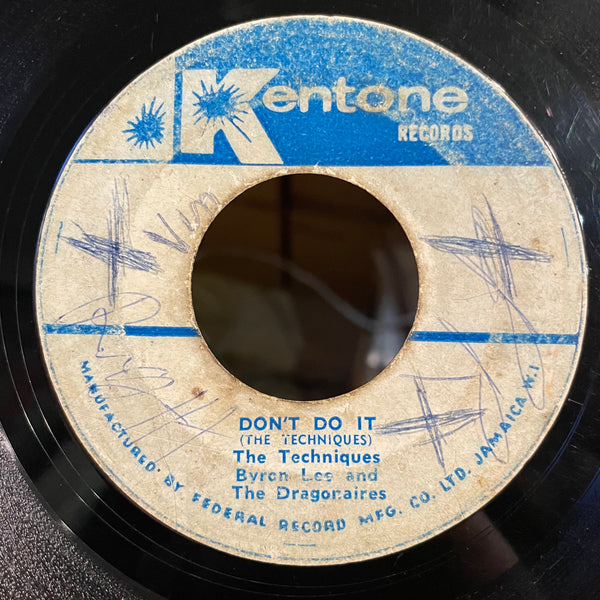 Kentone
RECORDS
DON'T DO IT
(THE TECHNIQUES)
The Techniques
Byron Lee and
The Dragonaires
MANUFACTURED BY FEDERAL RECORD MFG. CO. LTD. JAMAICA W.I